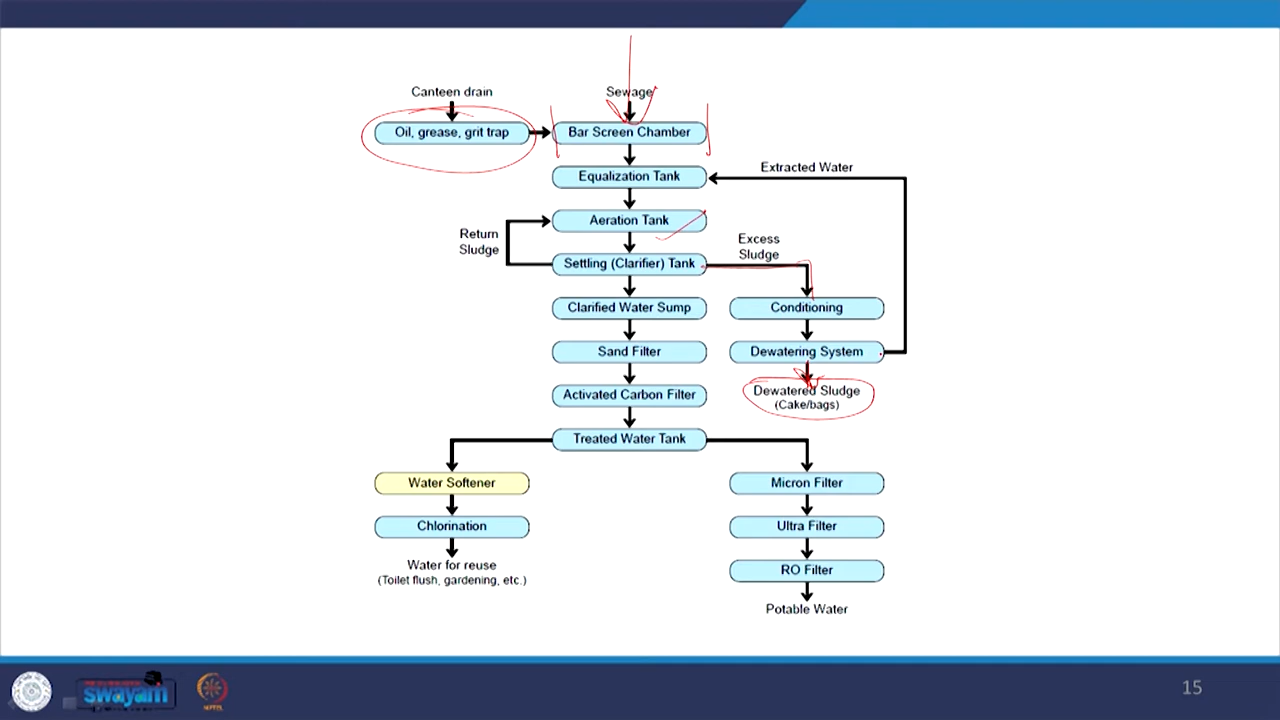 Canteen drain
Sewage
Oil, grease, grit trap
Bar Screen Chamber
Extracted Water
Equalization Tank
Aeration Tank
Return
Sludge
Excess
Sludge
Settling (Clarifier) Tank
Clarified Water Sump
Conditioning
Sand Filter
Dewatering System
Activated Carbon Filter
Dewatered Sludge
(Cake/bags)
Treated Water Tank
Water Softener
Micron Filter
Chlorination
Ultra Filter
Water for reuse
(Toilet flush, gardening, etc.)
RO Filter
Potable Water
swayam
15